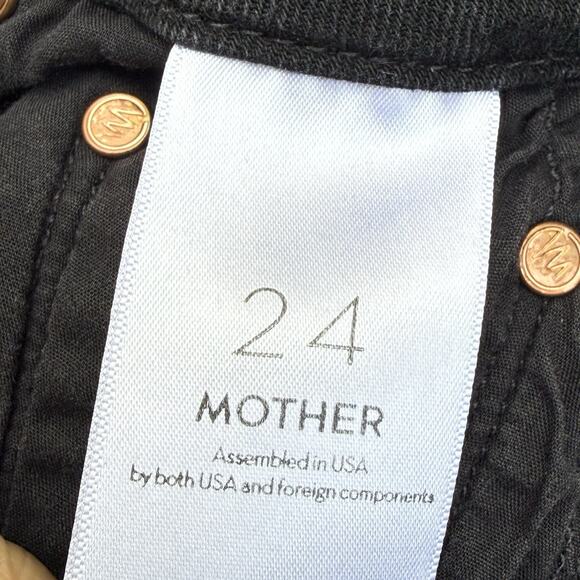 24
MOTHER
Assembled in USA
by both USA and foreign components